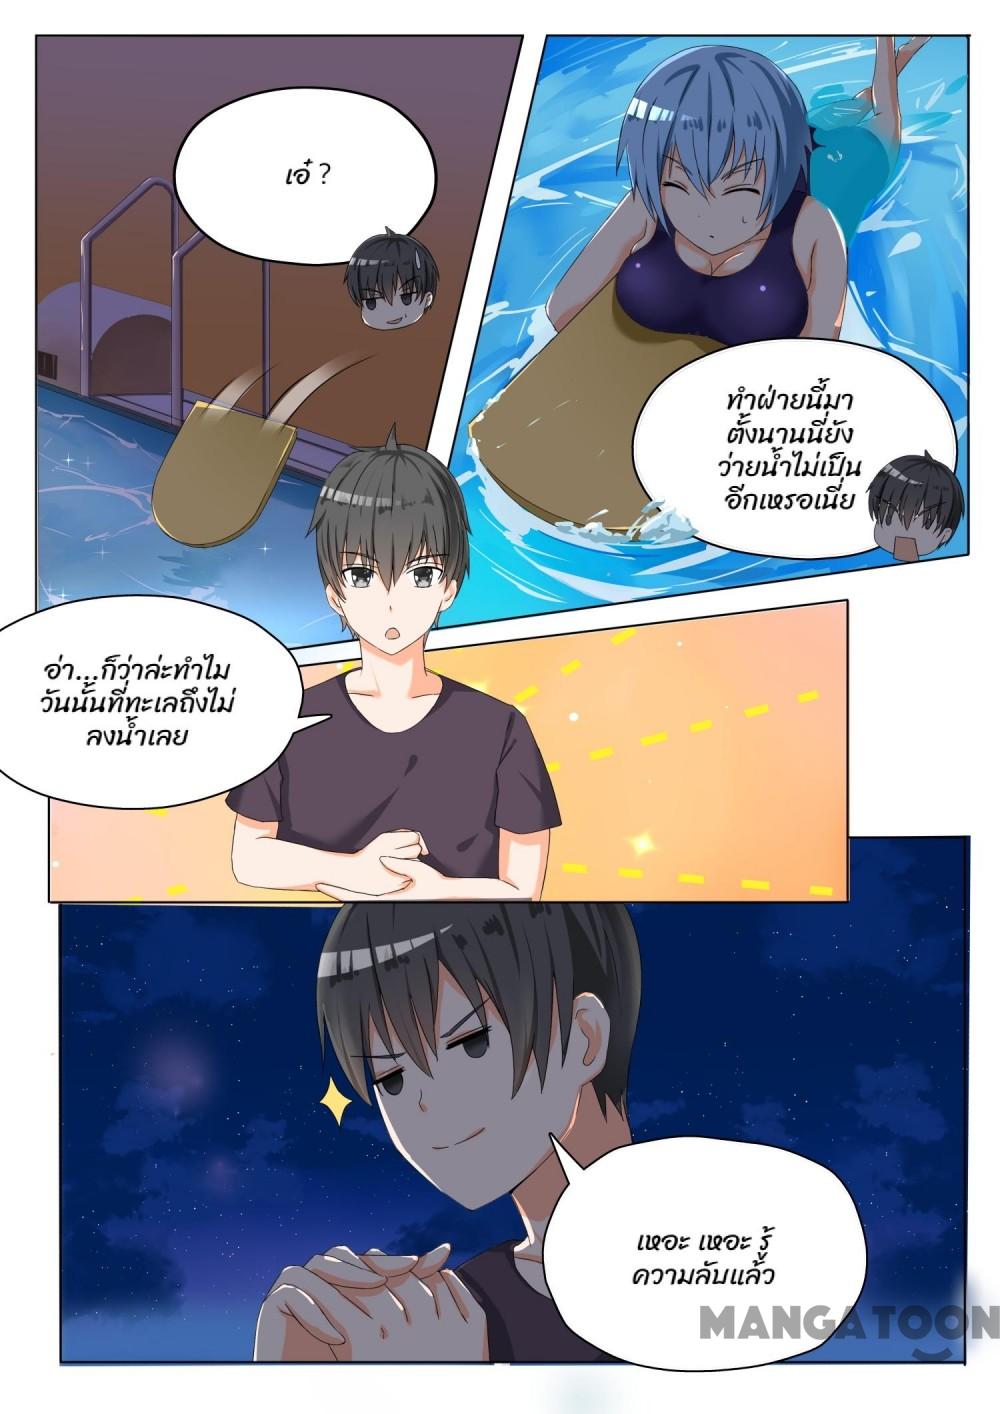 เอ๋ ?
ทำฝ่ายนี้มา
ตั้งนานนี่ยัง
ว่ายน้ำไม่เป็น
อีกเหรอเนี่ย
อ่า...ก็ว่าล่ะทำไม
วันนั้นที่ทะเลถึงไม่
ลงน้ำเลย
เหอะ เหอะ รู้
ความลับแล้ว
MANGATOON